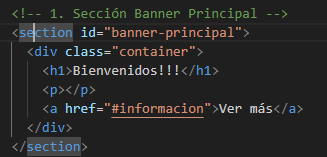 <!-- 1. Sección Banner Principal -->
<section id="banner-principal">
<div class="container">
<h1>Bienvenidos!!!</h1>
<p></p>
<a href="#informacion">Ver más</a>
</div>
</section>